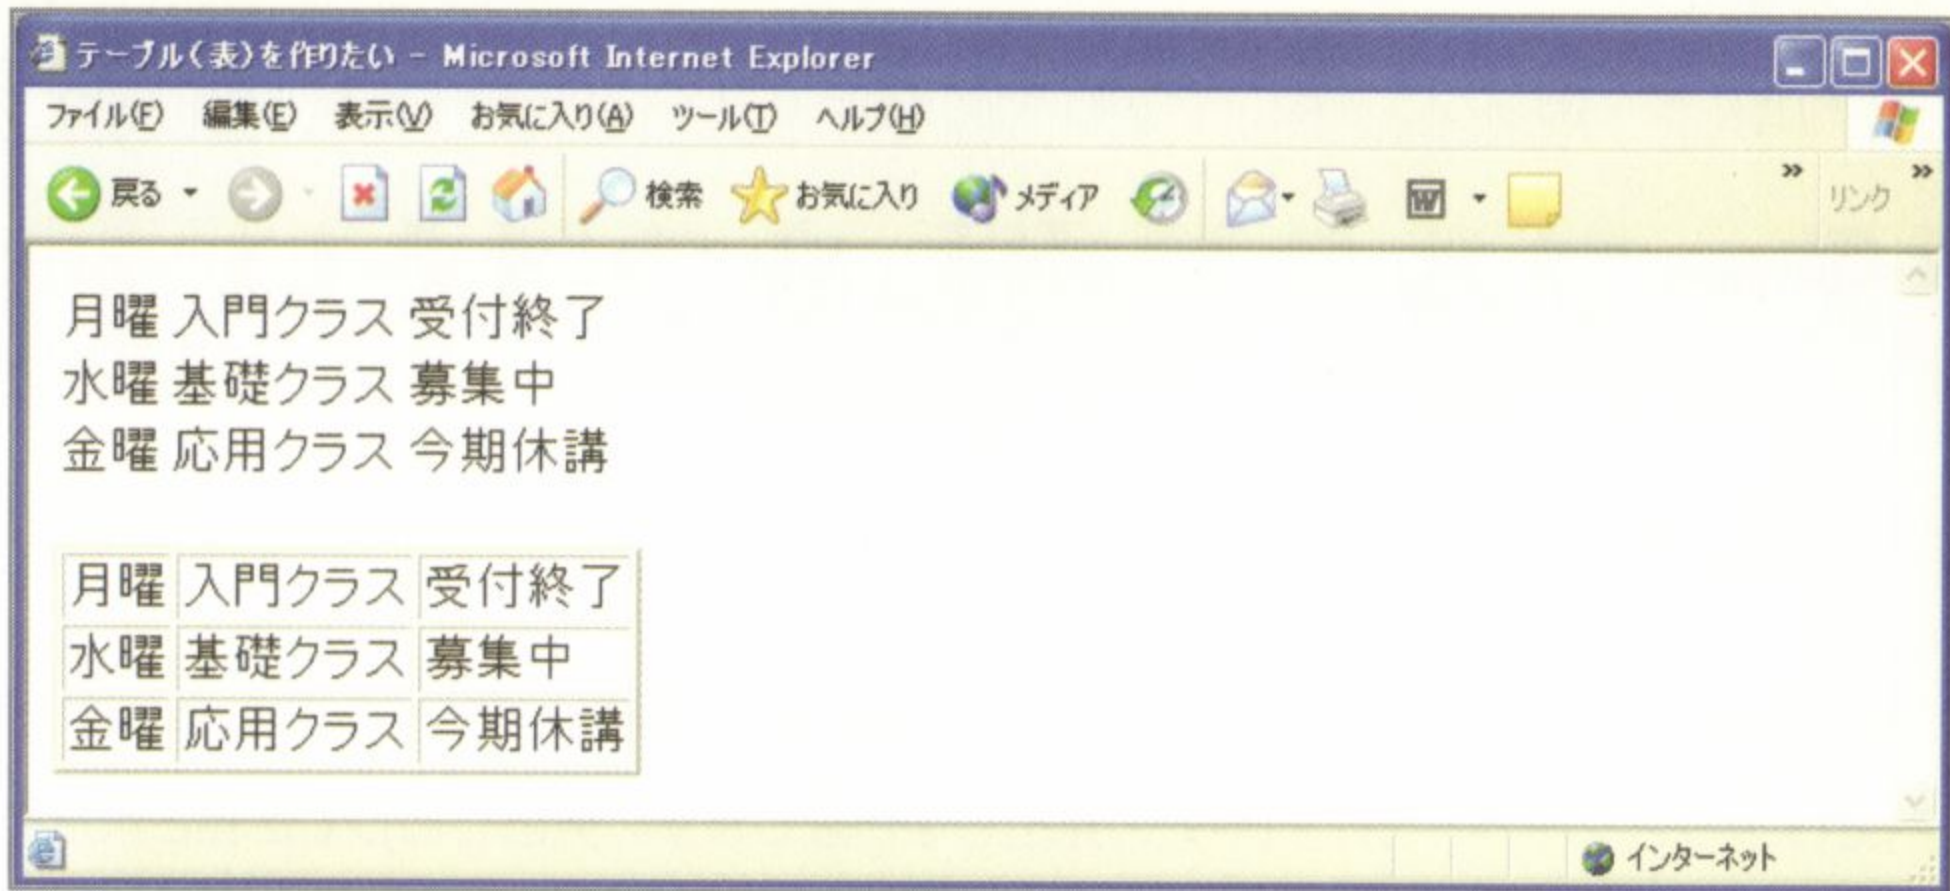 テーブル(表)を作りたい - Microsoft Internet Explorer
ファイル(F) 編集(E) 表示(V) お気に入り(A) ツール(T) ヘルプ(H)
戻る 検索 お気に入り メディア W » リンク »
月曜 入門クラス 受付終了
水曜 基礎クラス 募集中
金曜 応用クラス 今期休講
月曜 入門クラス 受付終了
水曜 基礎クラス 募集中
金曜 応用クラス 今期休講
インターネット